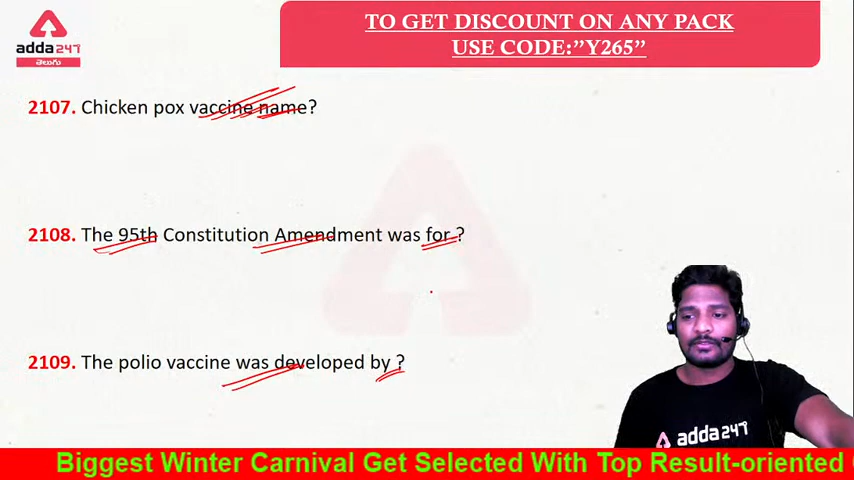 TO GET DISCOUNT ON ANY PACK
USE CODE:”Y265”
adda247
తెలుగు
2107. Chicken pox vaccine name?
2108. The 95th Constitution Amendment was for ?
2109. The polio vaccine was developed by ?
adda247
Biggest Winter Carnival Get Selected With Top Result-oriented